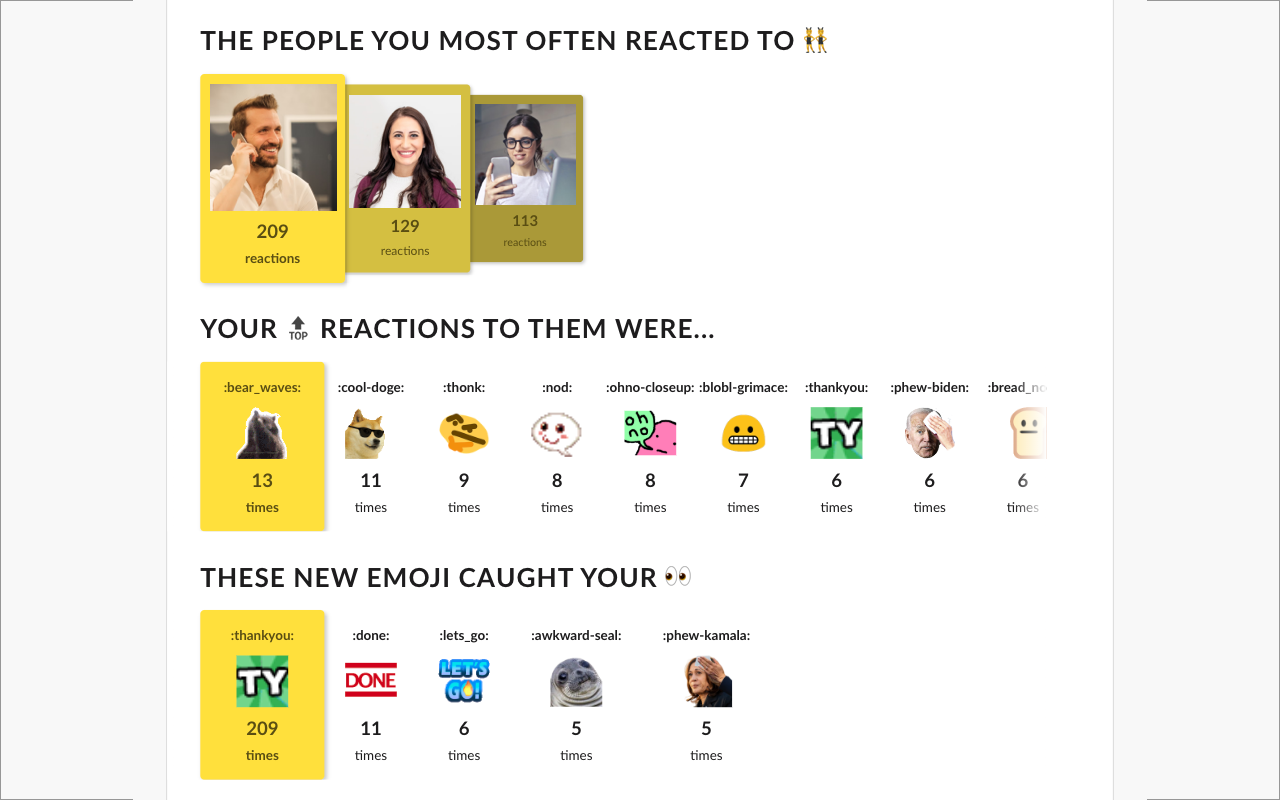 THE PEOPLE YOU MOST OFTEN REACTED TO 👯
209 129 113
reactions reactions reactions
YOUR 🔝 REACTIONS TO THEM WERE...
:bear_waves: :cool-doge: :thonk: :nod: :ohno-closeup: :blobl-grimace: :thankyou: :phew-biden: :bread_no
oh no TY
13 11 9 8 8 7 6 6 6
times times times times times times times times times
THESE NEW EMOJI CAUGHT YOUR 👀
:thankyou: :done: :lets_go: :awkward-seal: :phew-kamala:
TY DONE LET'S GO!
209 11 6 5 5
times times times times times